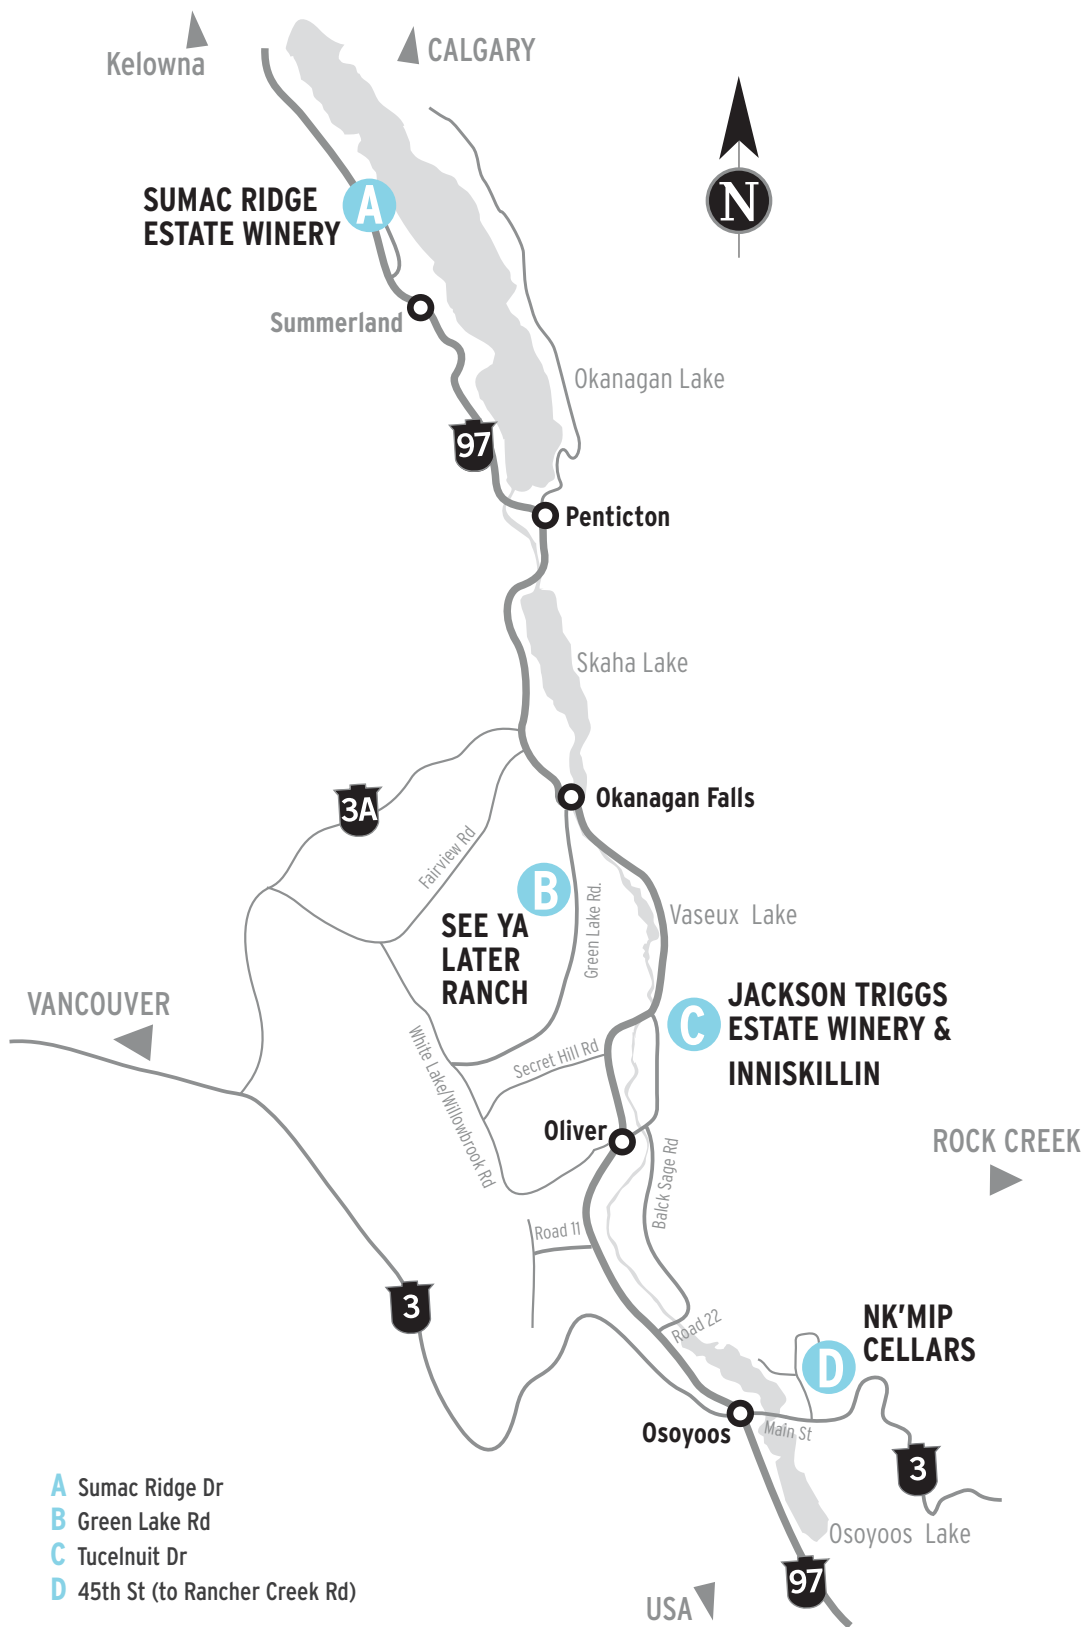 Kelowna
CALGARY
N
SUMAC RIDGE
ESTATE WINERY
A
Summerland
Okanagan Lake
97
Penticton
Skaha Lake
Okanagan Falls
3A
Fairview Rd
B
SEE YA
LATER
RANCH
Green Lake Rd.
Vaseux Lake
VANCOUVER
C
JACKSON TRIGGS
ESTATE WINERY &
INNISKILLIN
White Lake/Willowbrook Rd
Secret Hill Rd
Oliver
Balck Sage Rd
ROCK CREEK
Road 11
3
Road 22
NK'MIP
CELLARS
D
Osoyoos
Main St
3
Osoyoos Lake
97
USA
A Sumac Ridge Dr
B Green Lake Rd
C Tucelnuit Dr
D 45th St (to Rancher Creek Rd)